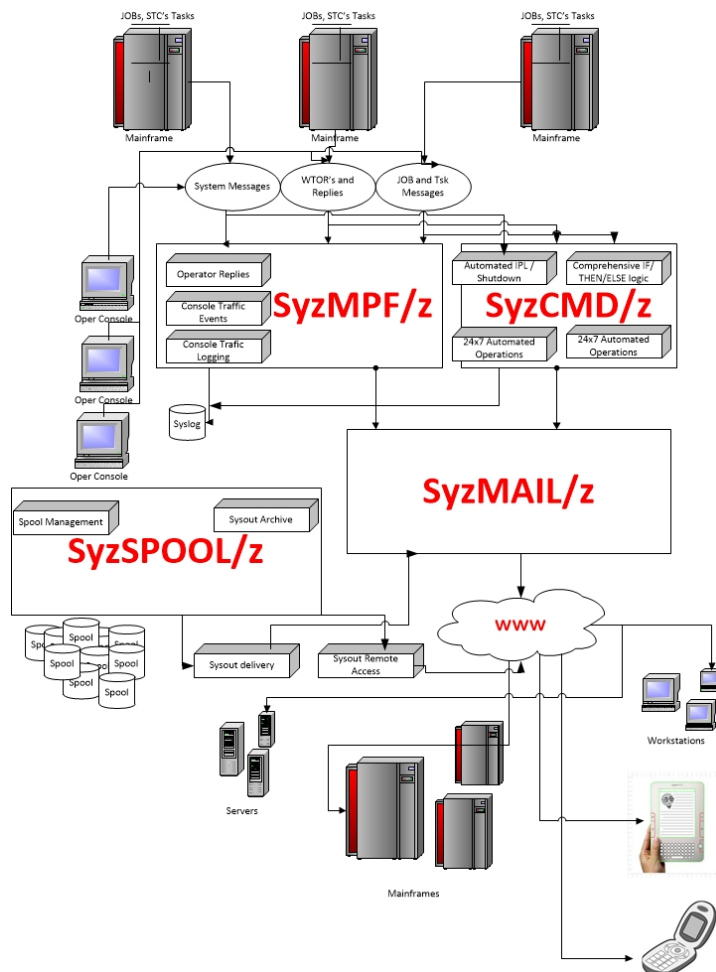 JOBs, STC's Tasks
JOBs, STC's Tasks
JOBs, STC's Tasks
Mainframe
Mainframe
Mainframe
System Messages
WTOR's and
Replies
JOB and Tsk
Messages
Operator Replies
Console Traffic
Events
Console Trafic
Logging
SyzMPF/z
Automated IPL /
Shutdown
Comprehensive IF/
THEN/ELSE logic
SyzCMD/z
24x7 Automated
Operations
24x7 Automated
Operations
Oper Console
Oper Console
Oper Console
Syslog
SyzMAIL/z
Spool Management
Sysout Archive
SyzSPOOL/z
www
Spool
Spool
Spool
Spool
Spool
Spool
Spool
Sysout delivery
Sysout Remote
Access
Workstations
Servers
Mainframes